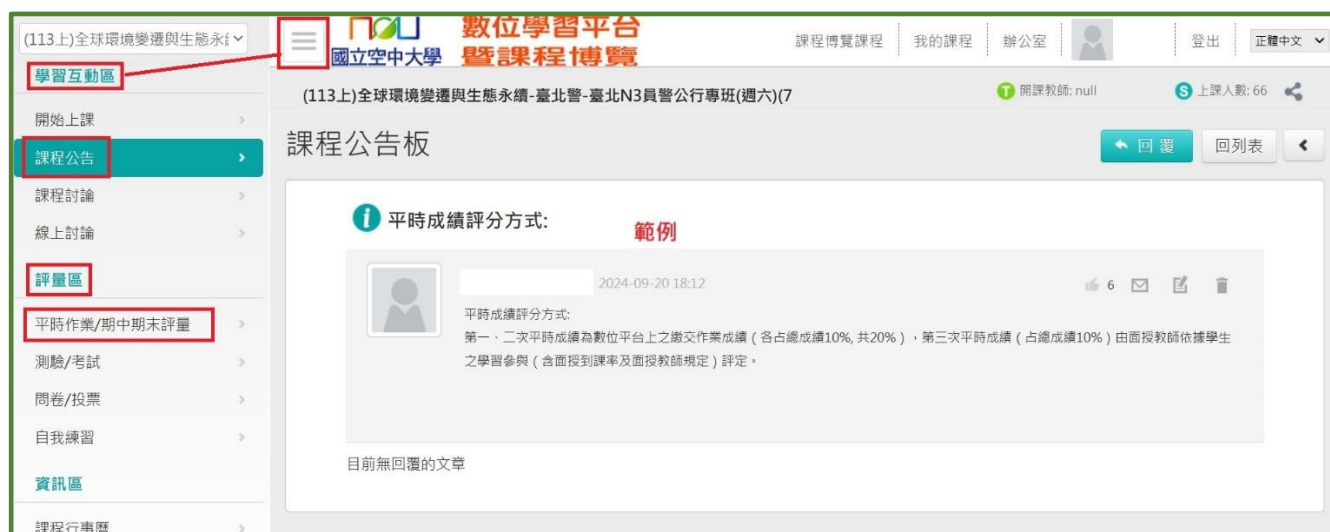 (113上)全球環境變遷與生態永
學習互動區
開始上課
課程公告
課程討論
線上討論
評量區
平時作業/期中期末評量
測驗/考試
問卷/投票
自我練習
資訊區
課程行事曆
nou
國立空中大學
數位學習平台
暨課程博覽
課程博覽課程
我的課程
辦公室
登出
正體中文
(113上)全球環境變遷與生態永續-臺北警-臺北N3員警公行專班(週六)(7
T 開課教師: null
S 上課人數: 66
課程公告板
回覆
回列表
i 平時成績評分方式:
範例
2024-09-20 18:12
6
平時成績評分方式:
第一、二次平時成績為數位平台上之繳交作業成績(各占總成績10%, 共20%),第三次平時成績(占總成績10%)由面授教師依據學生
之學習參與(含面授到課率及面授教師規定)評定。
目前無回覆的文章